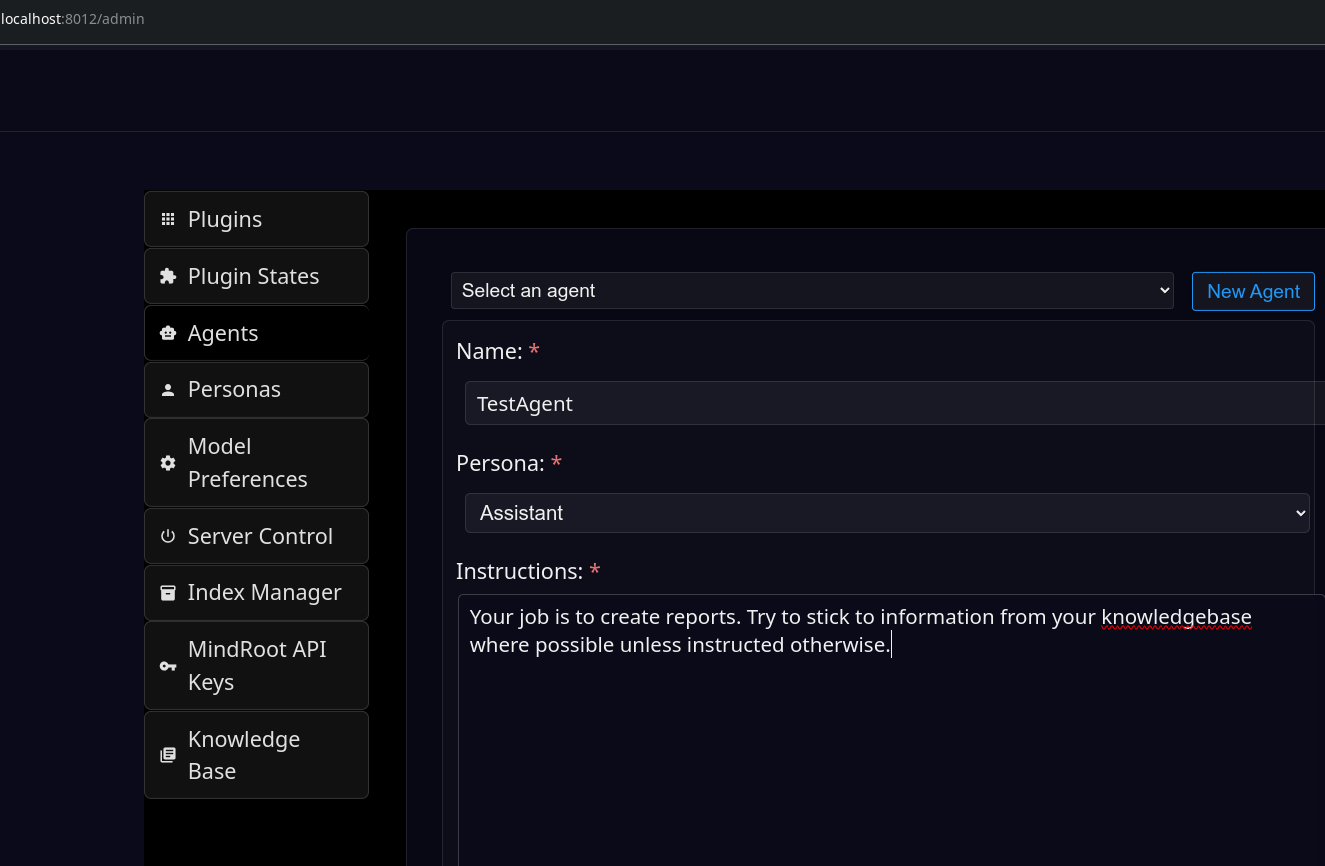 localhost:8012/admin
Plugins
Plugin States
Agents
Personas
Model
Preferences
Server Control
Index Manager
MindRoot API
Keys
Knowledge
Base
Select an agent
New Agent
Name: *
TestAgent
Persona: *
Assistant
Instructions: *
Your job is to create reports. Try to stick to information from your knowledgebase
where possible unless instructed otherwise.